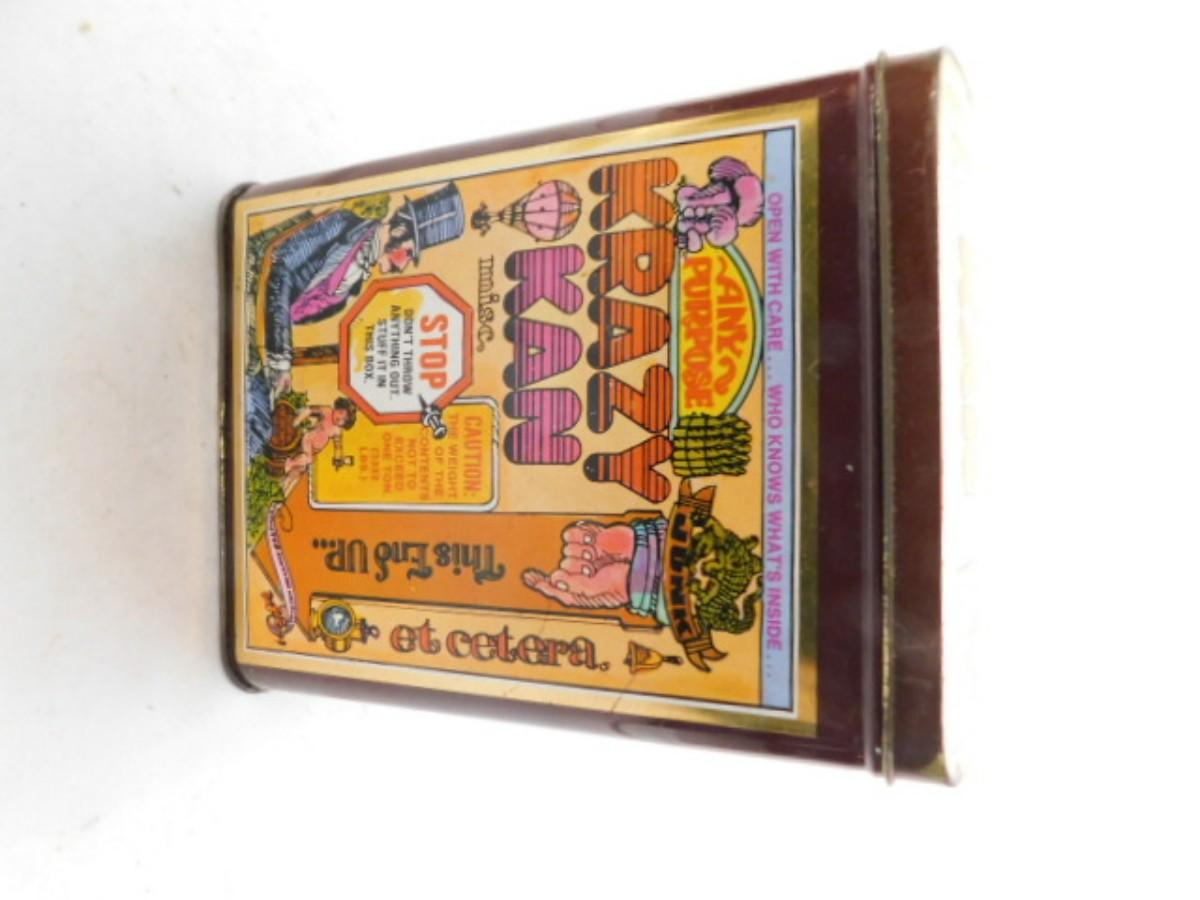 OPEN WITH CARE... WHO KNOWS WHAT'S INSIDE...
ANY
PURPOSE
JUNK
KRAZY
KAN
misc.
STOP
DON'T THROW
ANYTHING OUT.
STUFF IT IN
THIS BOX.
CAUTION:
THE WEIGHT
OF THE
CONTENTS
NOT TO
EXCEED
ONE TON
LBS.)
This End UP...
et cetera.